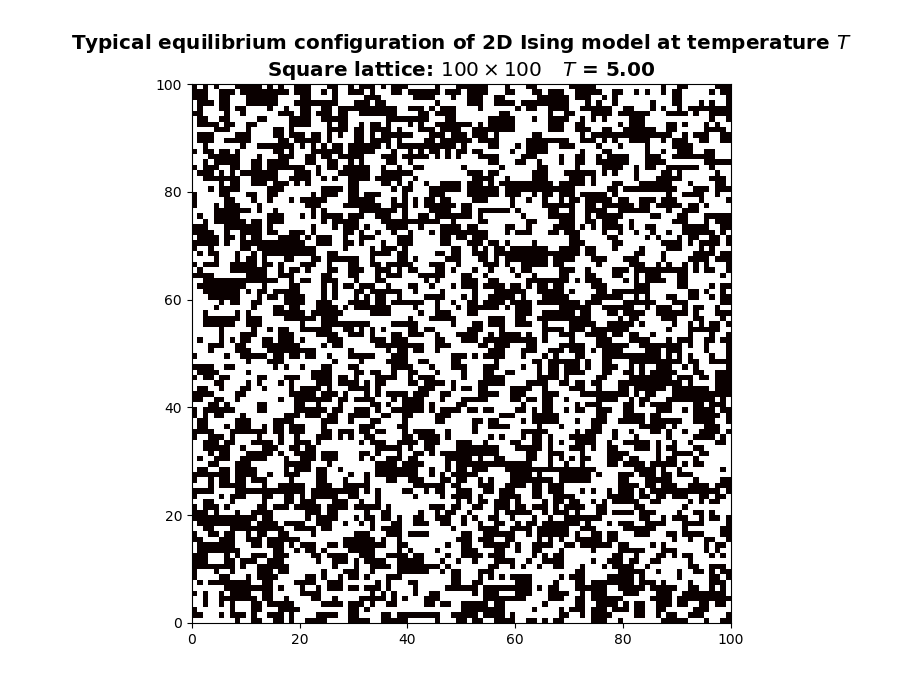 Typical equilibrium configuration of 2D Ising model at temperature T
Square lattice: 100 × 100 T = 5.00
100
80
60
40
20
0
0 20 40 60 80 100